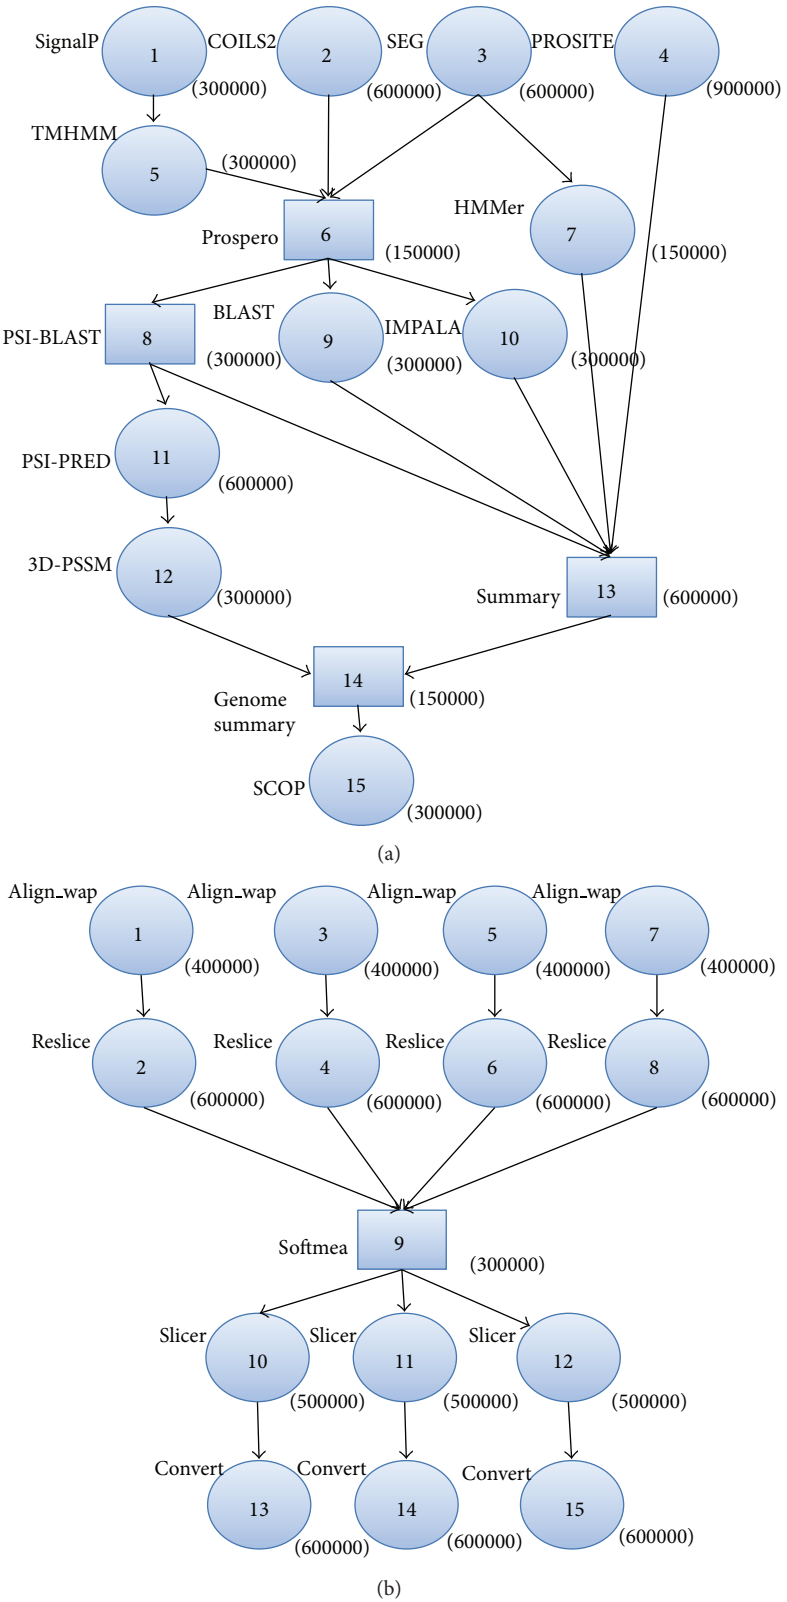 SignalP
1
(300000)
COILS2
2
(600000)
SEG
3
(600000)
PROSITE
4
(900000)
TMHMM
5
(300000)
Prospero
6
(150000)
HMMer
7
(150000)
PSI-BLAST
8
(300000)
BLAST
9
(300000)
IMPALA
10
(300000)
PSI-PRED
11
(600000)
3D-PSSM
12
(300000)
Summary
13
(600000)
14
(150000)
Genome
summary
SCOP
15
(300000)
(a)
Align_wap
1
(400000)
Align_wap
3
(400000)
Align_wap
5
(400000)
Align_wap
7
(400000)
Reslice
2
(600000)
Reslice
4
(600000)
Reslice
6
(600000)
Reslice
8
(600000)
Softmea
9
(300000)
Slicer
10
(500000)
Slicer
11
(500000)
Slicer
12
(500000)
Convert
13
(600000)
Convert
14
(600000)
Convert
15
(600000)
(b)